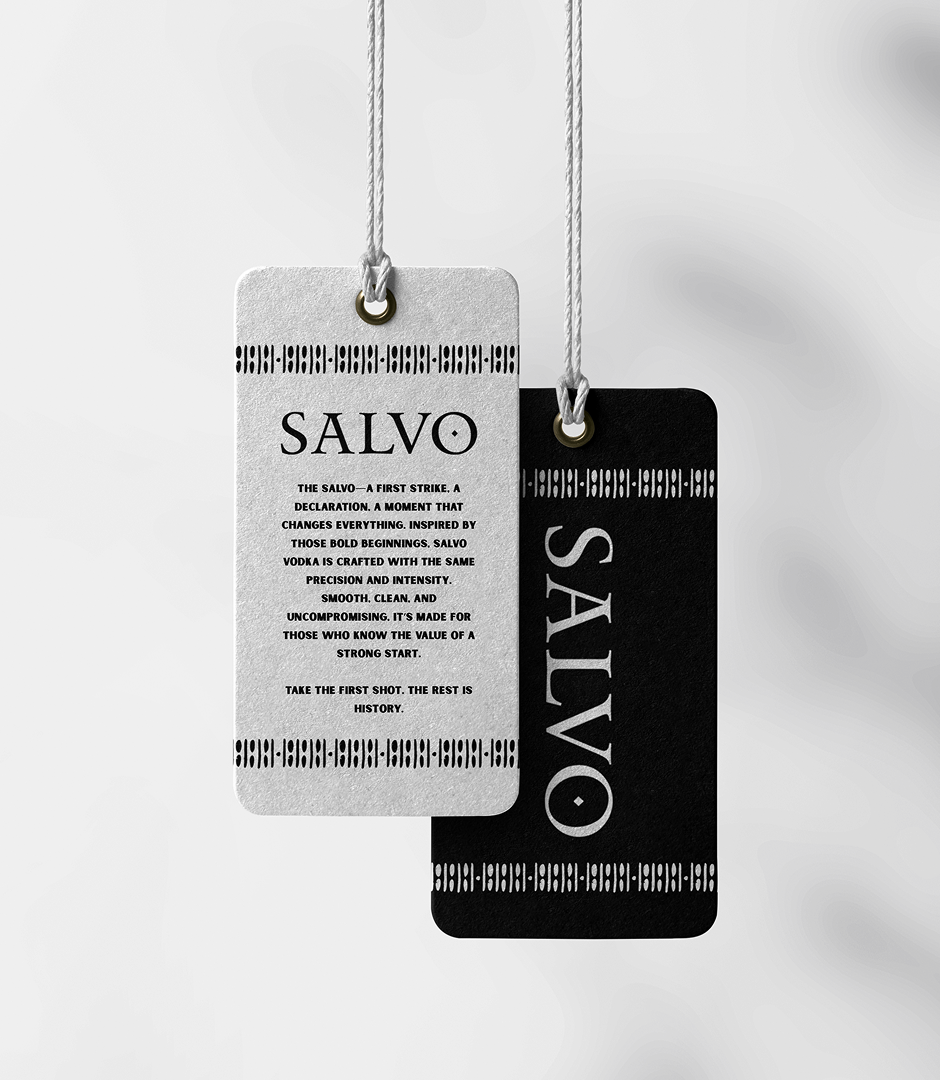 SALVO
THE SALVO—A FIRST STRIKE. A
DECLARATION. A MOMENT THAT
CHANGES EVERYTHING. INSPIRED BY
THOSE BOLD BEGINNINGS, SALVO
VODKA IS CRAFTED WITH THE SAME
PRECISION AND INTENSITY.
SMOOTH, CLEAN, AND
UNCOMPROMISING. IT'S MADE FOR
THOSE WHO KNOW THE VALUE OF A
STRONG START.
TAKE THE FIRST SHOT. THE REST IS
HISTORY.
SALVO